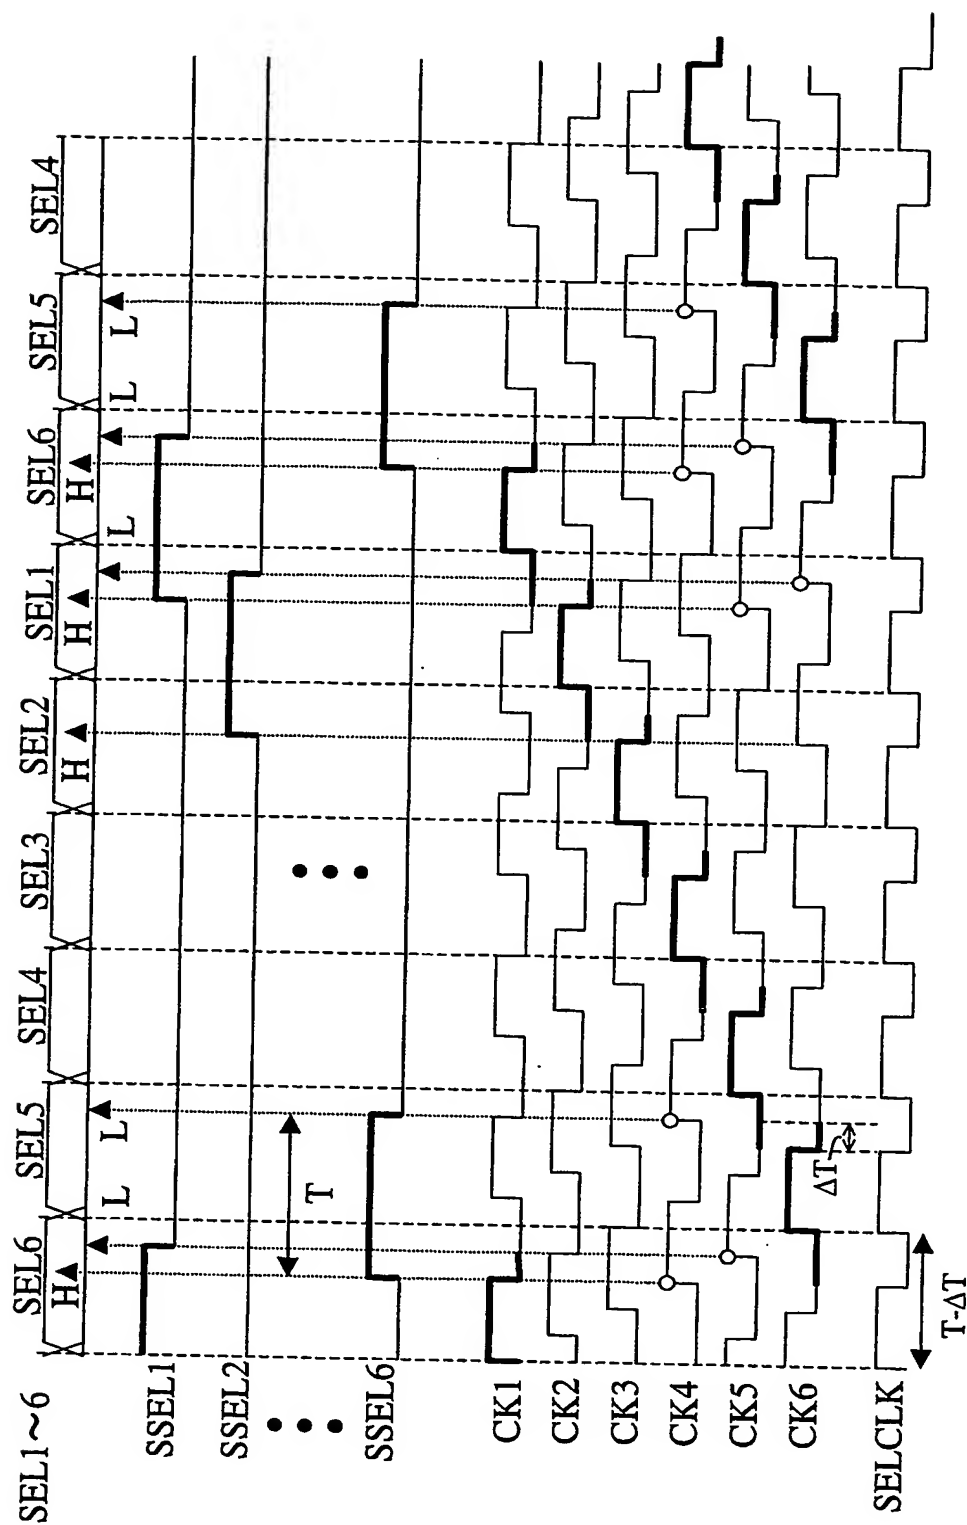 SEL1~6 SEL6 SEL5 SEL4 SEL3 SEL2 SEL1 SEL6 SEL5 SEL4
H L L H H L H L L
SSEL1
SSEL2
T
SSEL6
CK1
CK2
CK3
CK4
CK5
CK6
ΔT
SELCLK
T-ΔT